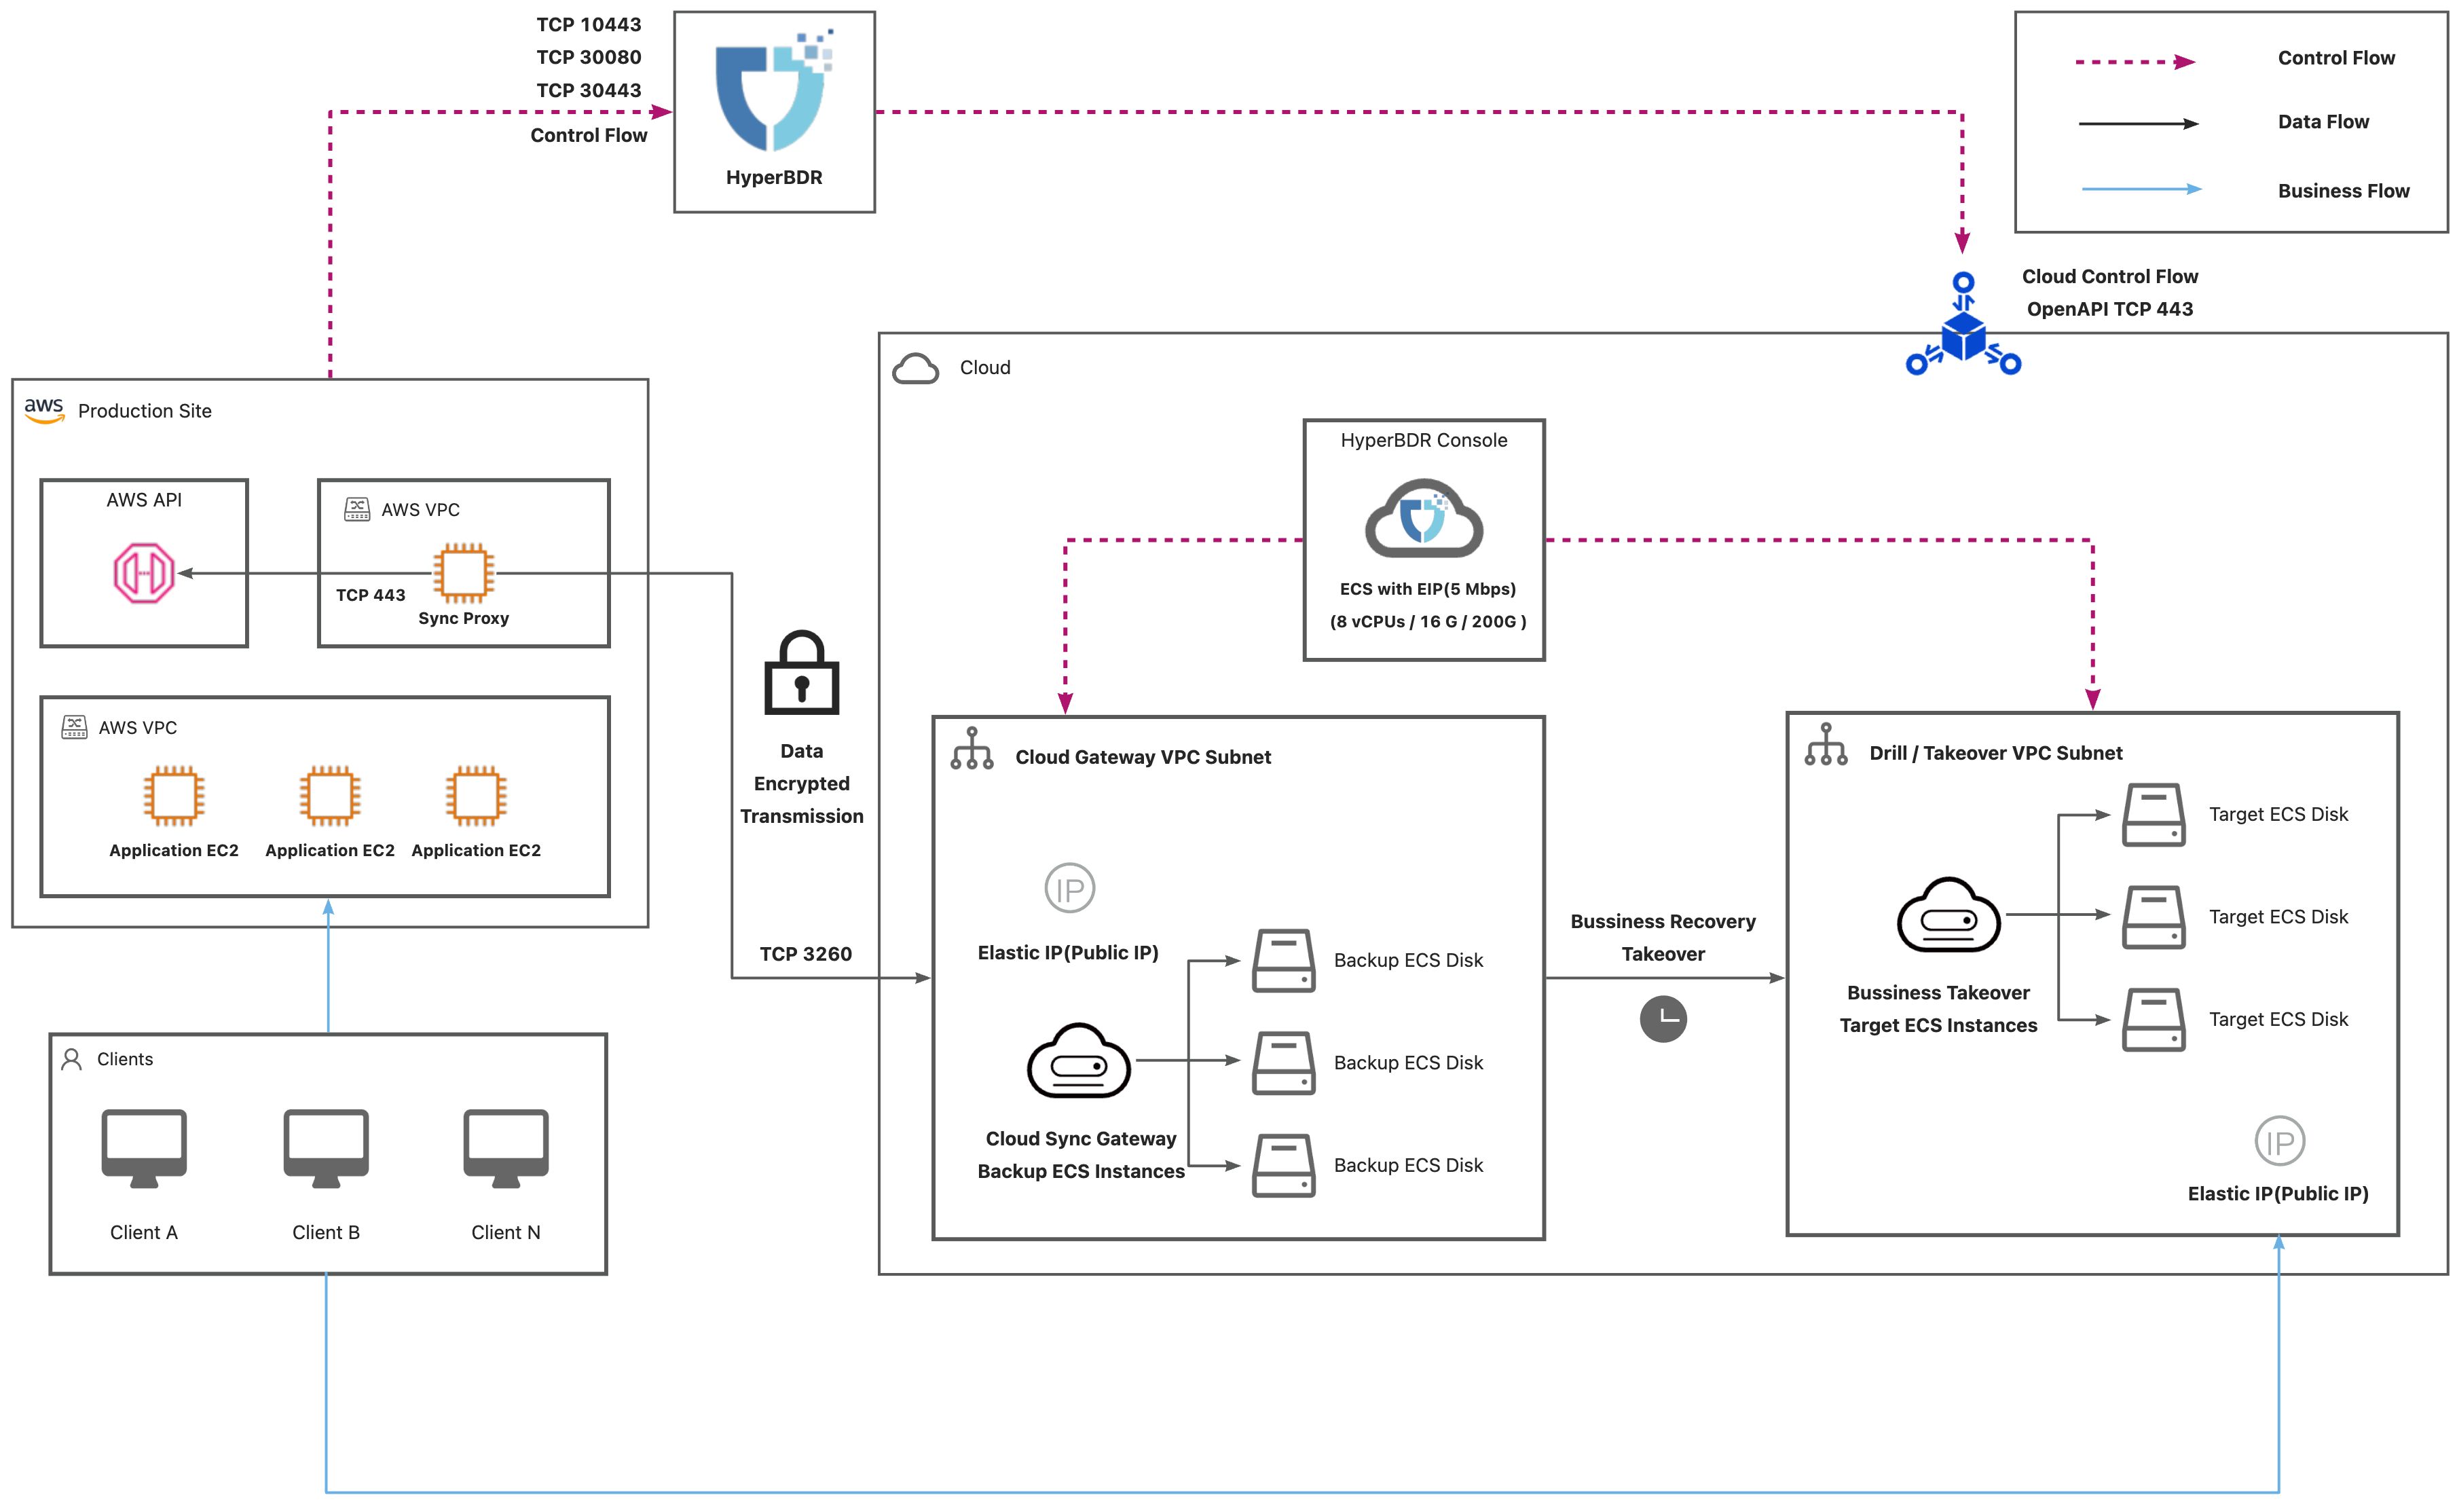 TCP 10443
TCP 30080
TCP 30443
Control Flow
HyperBDR
Control Flow
Data Flow
Business Flow
Cloud Control Flow
OpenAPI TCP 443
aws
Production Site
AWS API
AWS VPC
TCP 443
Sync Proxy
AWS VPC
Application EC2
Application EC2
Application EC2
Clients
Client A
Client B
Client N
Data
Encrypted
Transmission
TCP 3260
Cloud
HyperBDR Console
ECS with EIP(5 Mbps)
(8 vCPUs / 16 G / 200G )
Cloud Gateway VPC Subnet
IP
Elastic IP(Public IP)
Backup ECS Disk
Backup ECS Disk
Backup ECS Disk
Cloud Sync Gateway
Backup ECS Instances
Bussiness Recovery
Takeover
Drill / Takeover VPC Subnet
Target ECS Disk
Target ECS Disk
Target ECS Disk
Bussiness Takeover
Target ECS Instances
IP
Elastic IP(Public IP)